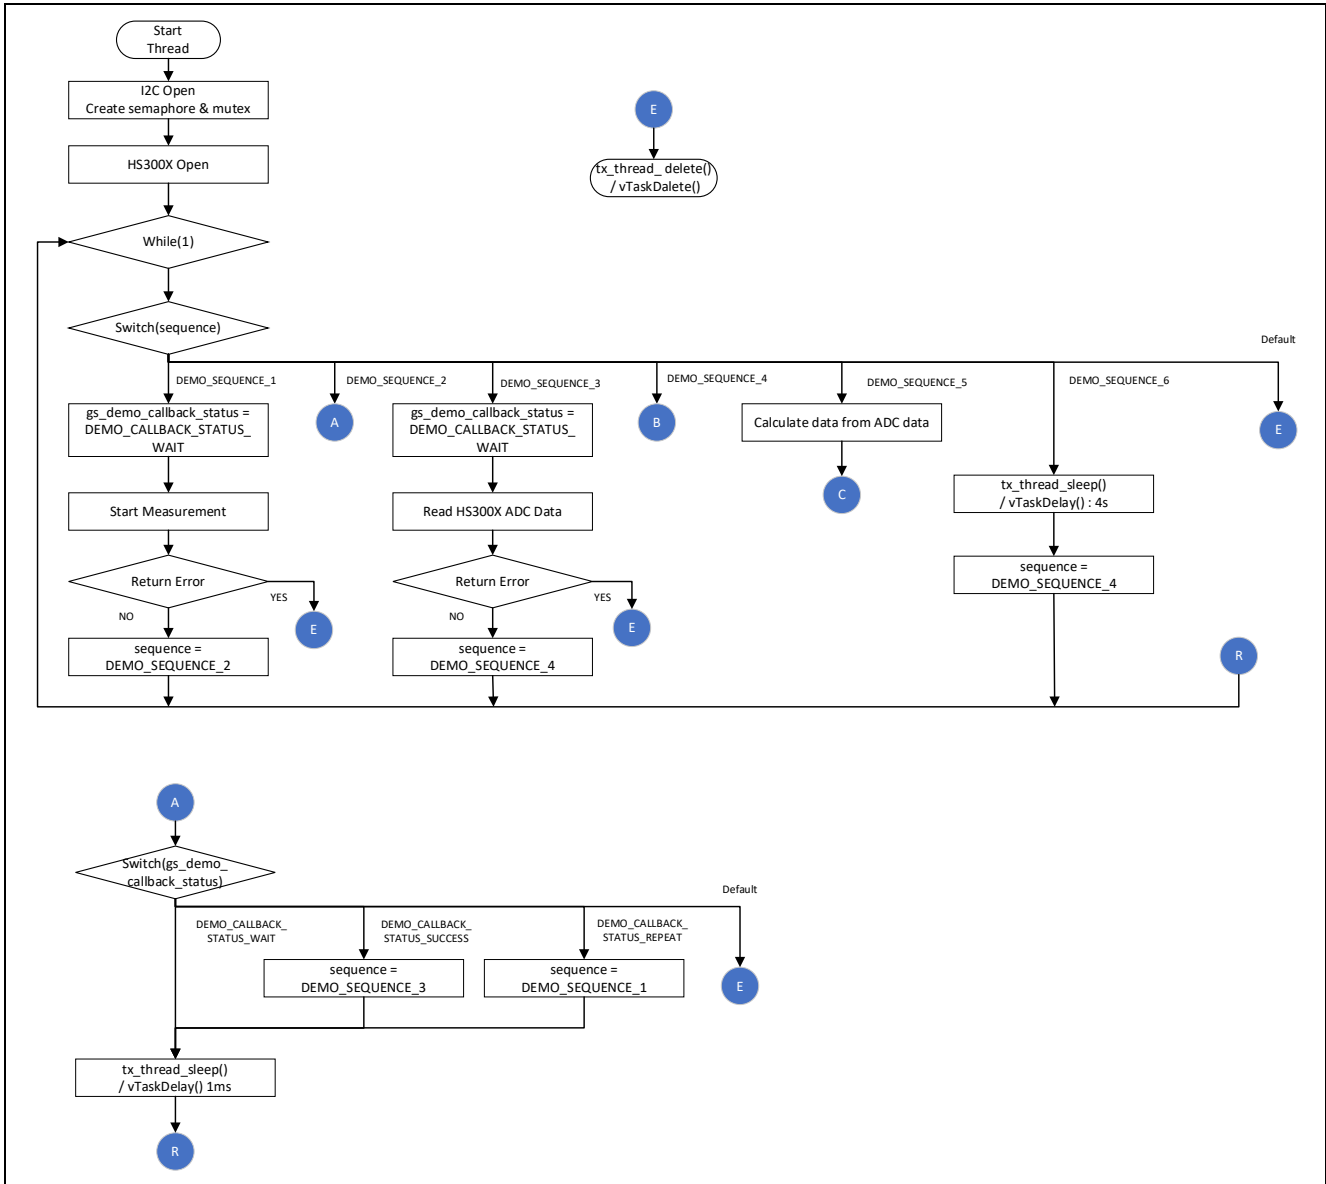 Start
Thread
I2C Open
Create semaphore & mutex
E
HS300X Open
tx_thread_ delete()
/ vTaskDalete()
While(1)
Switch(sequence)
Default
DEMO_SEQUENCE_1
DEMO_SEQUENCE_2
DEMO_SEQUENCE_3
DEMO_SEQUENCE_4
DEMO_SEQUENCE_5
DEMO_SEQUENCE_6
gs_demo_callback_status =
DEMO_CALLBACK_STATUS_
WAIT
A
gs_demo_callback_status =
DEMO_CALLBACK_STATUS_
WAIT
B
Calculate data from ADC data
E
C
tx_thread_sleep()
/ vTaskDelay() : 4s
Start Measurement
Read HS300X ADC Data
Return Error
YES
NO
E
Return Error
YES
NO
E
sequence =
DEMO_SEQUENCE_4
sequence =
DEMO_SEQUENCE_2
sequence =
DEMO_SEQUENCE_4
R
A
Switch(gs_demo_
callback_status)
Default
DEMO_CALLBACK_
STATUS_WAIT
DEMO_CALLBACK_
STATUS_SUCCESS
DEMO_CALLBACK_
STATUS_REPEAT
sequence =
DEMO_SEQUENCE_3
sequence =
DEMO_SEQUENCE_1
E
tx_thread_sleep()
/ vTaskDelay() 1ms
R